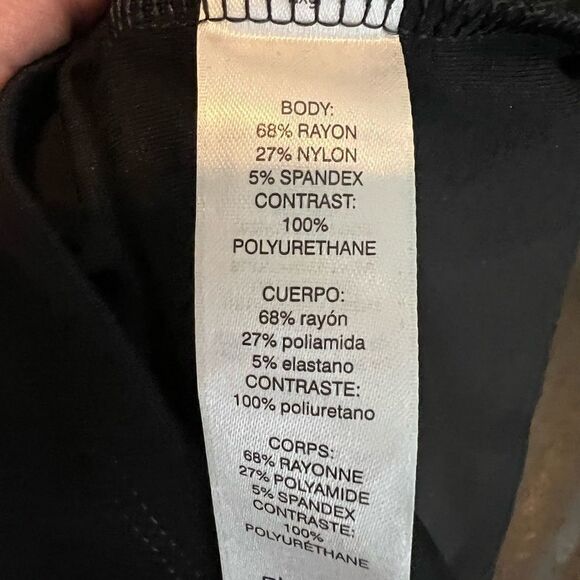 BODY:
68% RAYON
27% NYLON
5% SPANDEX
CONTRAST:
100%
POLYURETHANE
CUERPO:
68% rayón
27% poliamida
5% elastano
CONTRASTE:
100% poliuretano
CORPS:
68% RAYONNE
27% POLYAMIDE
5% SPANDEX
CONTRASTE:
100%
POLYURÉTHANE